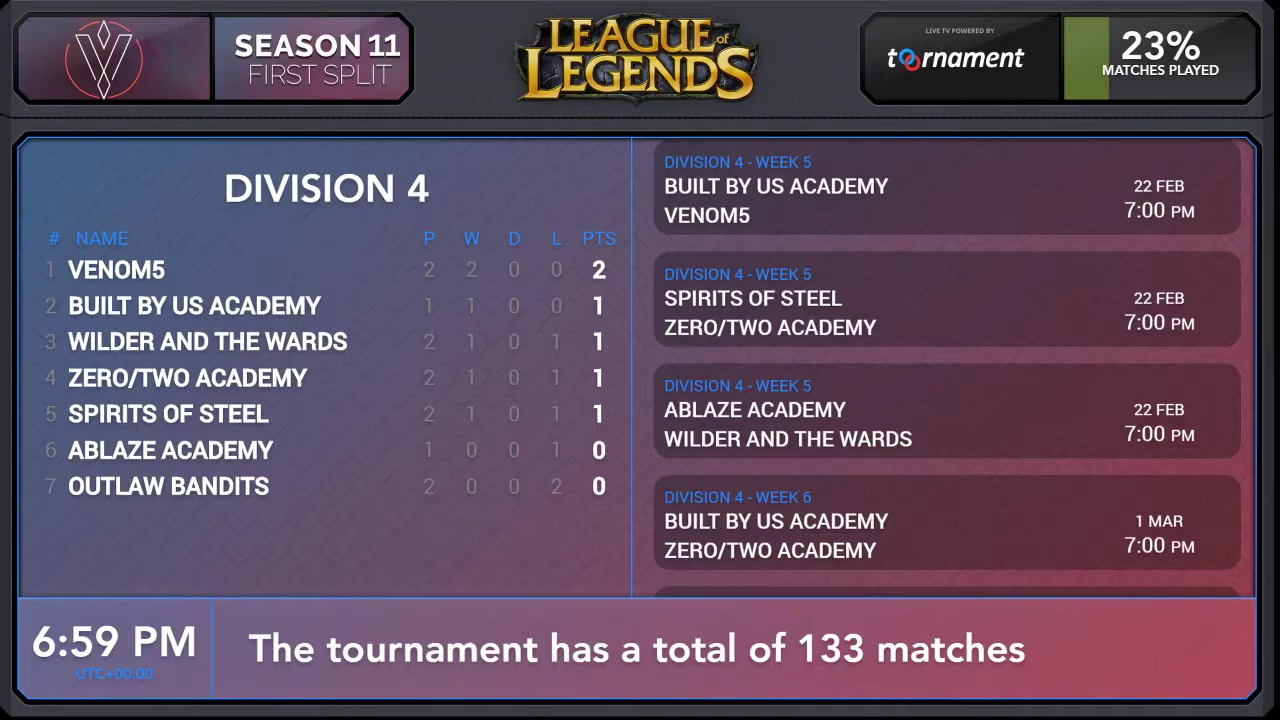 SEASON 11
FIRST SPLIT
LEAGUE of
LEGENDS
LIVE TV POWERED BY
toornament
23%
MATCHES PLAYED
DIVISION 4
# NAME P W D L PTS
1 VENOM5 2 2 0 0 2
2 BUILT BY US ACADEMY 1 1 0 0 1
3 WILDER AND THE WARDS 2 1 0 1 1
4 ZERO/TWO ACADEMY 2 1 0 1 1
5 SPIRITS OF STEEL 2 1 0 1 1
6 ABLAZE ACADEMY 1 0 0 1 0
7 OUTLAW BANDITS 2 0 0 2 0
DIVISION 4 - WEEK 5
BUILT BY US ACADEMY
VENOM5
22 FEB
7:00 PM
DIVISION 4 - WEEK 5
SPIRITS OF STEEL
ZERO/TWO ACADEMY
22 FEB
7:00 PM
DIVISION 4 - WEEK 5
ABLAZE ACADEMY
WILDER AND THE WARDS
22 FEB
7:00 PM
DIVISION 4 - WEEK 6
BUILT BY US ACADEMY
ZERO/TWO ACADEMY
1 MAR
7:00 PM
6:59 PM
UTC+00:00
The tournament has a total of 133 matches